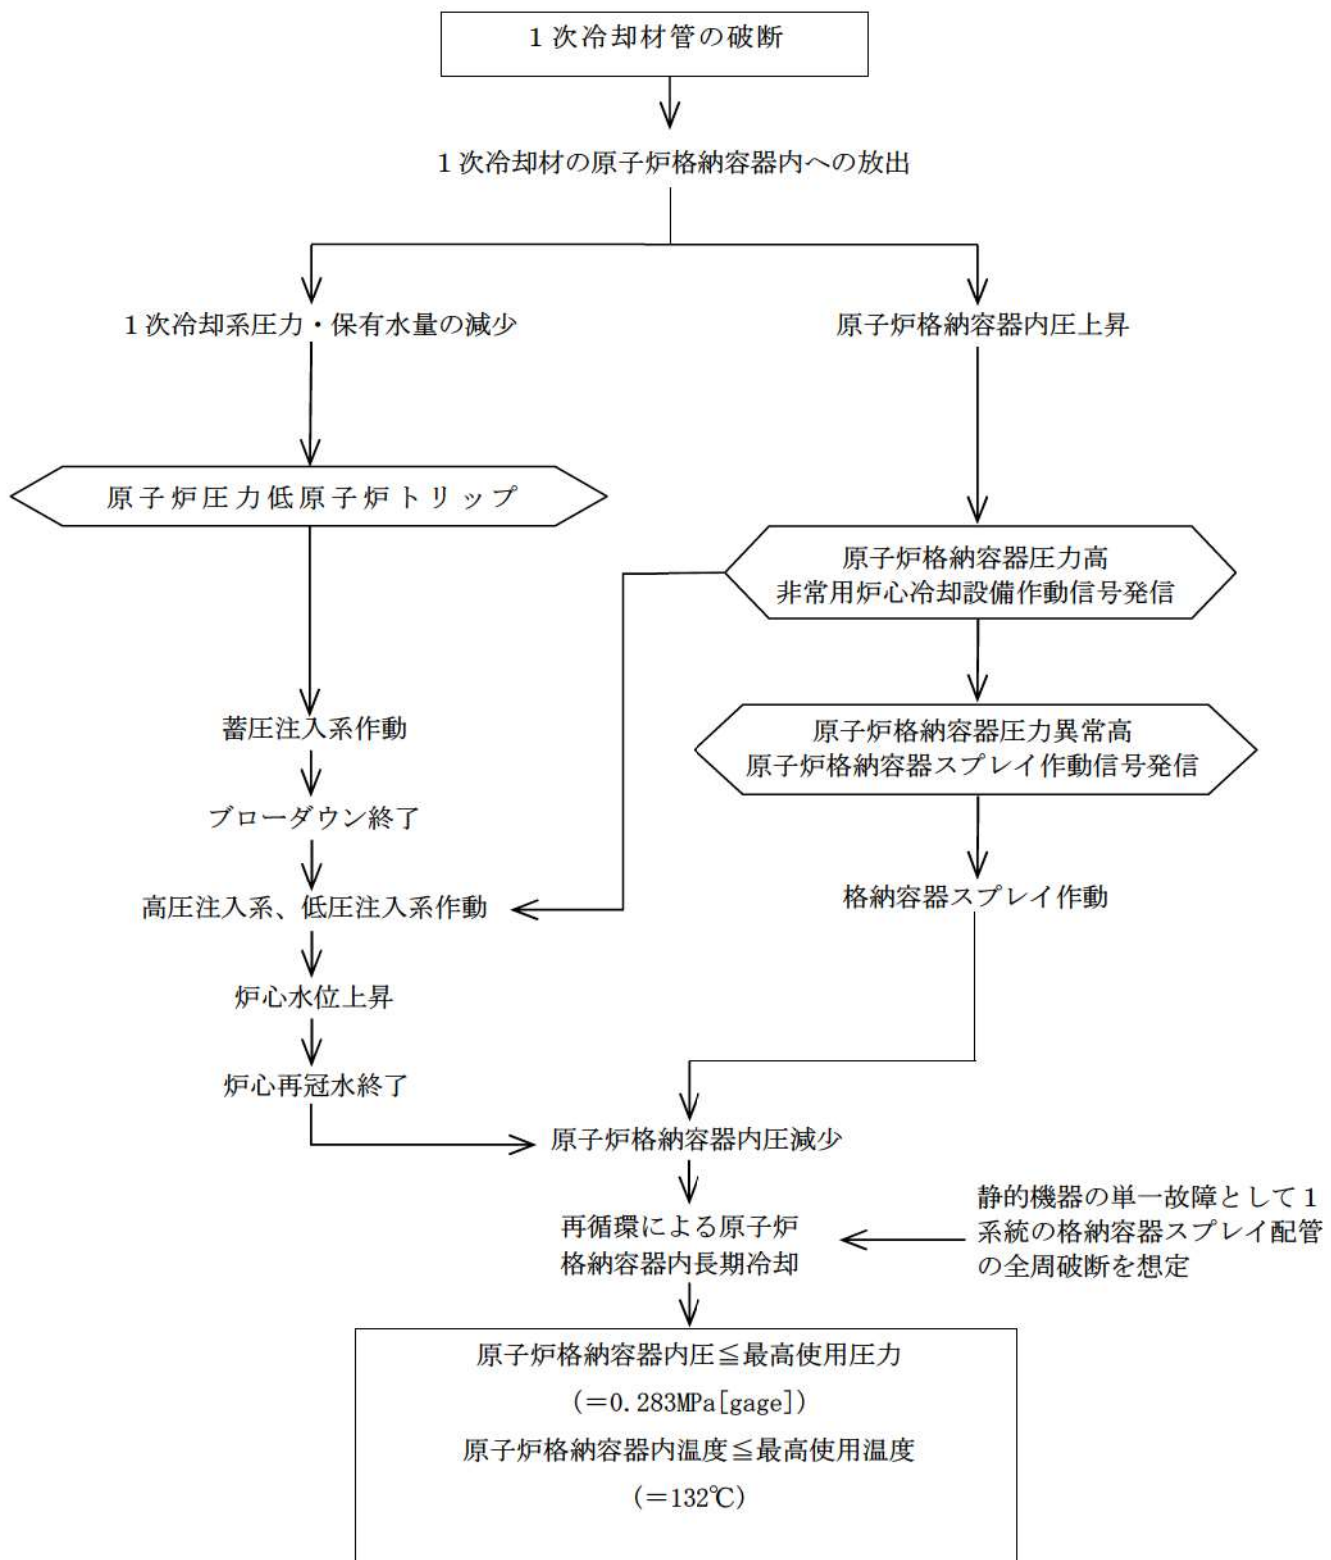 1次冷却材管の破断
1次冷却材の原子炉格納容器内への放出
1次冷却系圧力・保有水量の減少
原子炉格納容器内圧上昇
原子炉圧力低原子炉トリップ
原子炉格納容器圧力高
非常用炉心冷却設備作動信号発信
蓄圧注入系作動
原子炉格納容器圧力異常高
原子炉格納容器スプレイ作動信号発信
ブローダウン終了
高圧注入系、低圧注入系作動
格納容器スプレイ作動
炉心水位上昇
炉心再冠水終了
原子炉格納容器内圧減少
再循環による原子炉
格納容器内長期冷却
静的機器の単一故障として1
系統の格納容器スプレイ配管
の全周破断を想定
原子炉格納容器内圧≦最高使用圧力
(＝0.283MPa[gage])
原子炉格納容器内温度≦最高使用温度
(＝132℃)